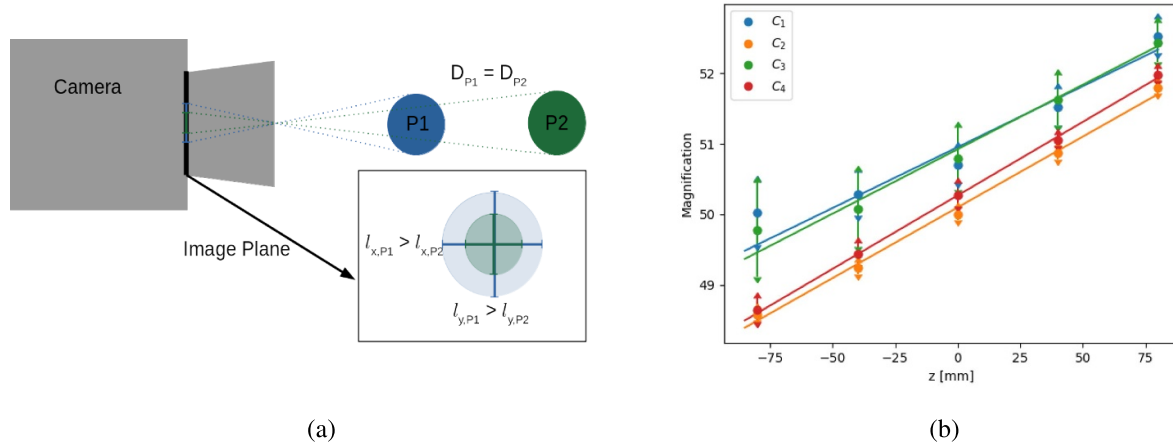 Camera
D_P1 = D_P2
P1
P2
Image Plane
l_x,P1 > l_x,P2
l_y,P1 > l_y,P2
(a)
C₁
C₂
C₃
C₄
Magnification
52
51
50
49
−75
−50
−25
0
25
50
75
z [mm]
(b)